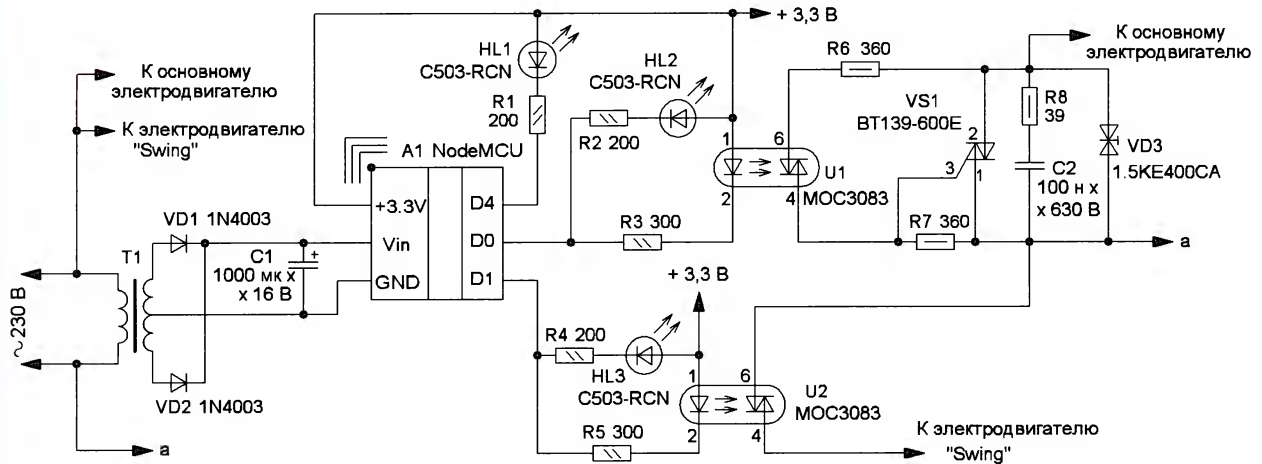 + 3,3 В
К основному
электродвигателю
HL1
C503-RCN
HL2
C503-RCN
R6 360
К основному
электродвигателю
К электродвигателю
"Swing"
R1
200
R2 200
VS1
BT139-600E
R8
39
A1 NodeMCU
1
6
2
3
1
VD3
1.5KE400CA
U1
MOC3083
C2
100 н х
х 630 В
VD1 1N4003
+3.3V
D4
2
4
R3 300
R7 360
T1
C1
+
1000 мк х
х 16 В
Vin
D0
а
GND
D1
~230 В
+ 3,3 В
R4 200
HL3
C503-RCN
1
6
U2
MOC3083
VD2 1N4003
2
4
R5 300
К электродвигателю
"Swing"
а